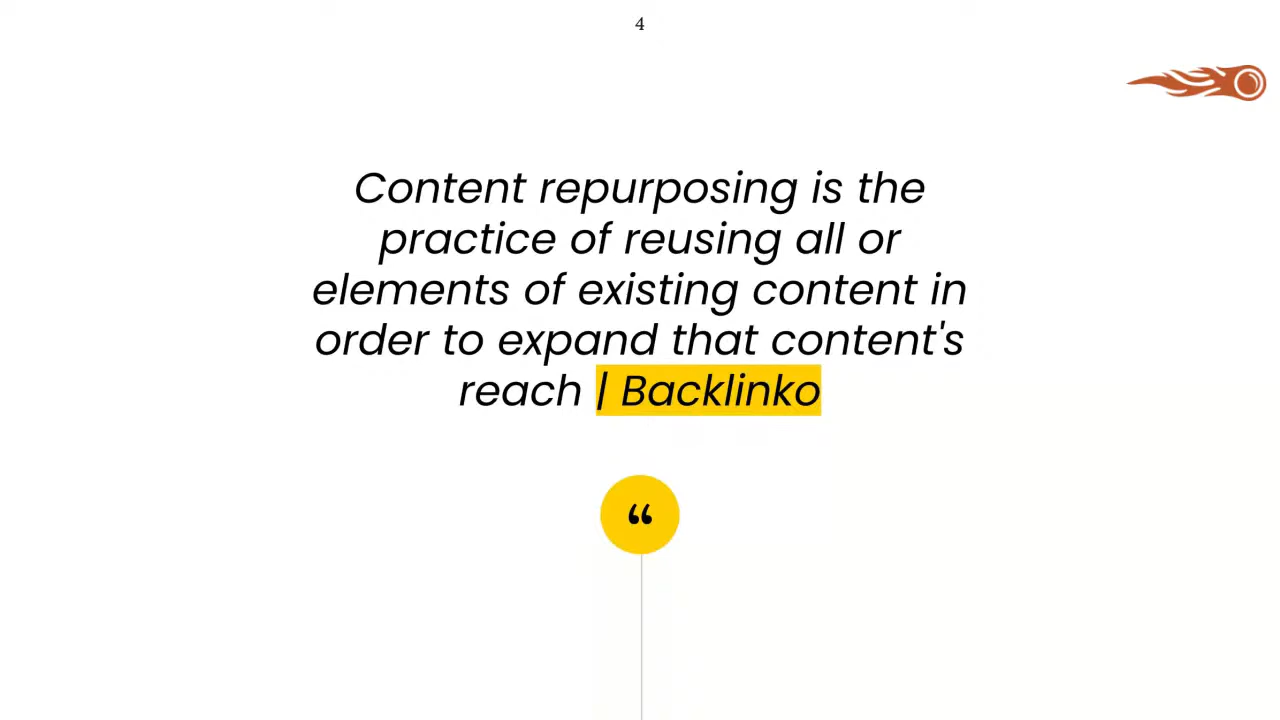 4
Content repurposing is the
practice of reusing all or
elements of existing content in
order to expand that content's
reach | Backlinko
“